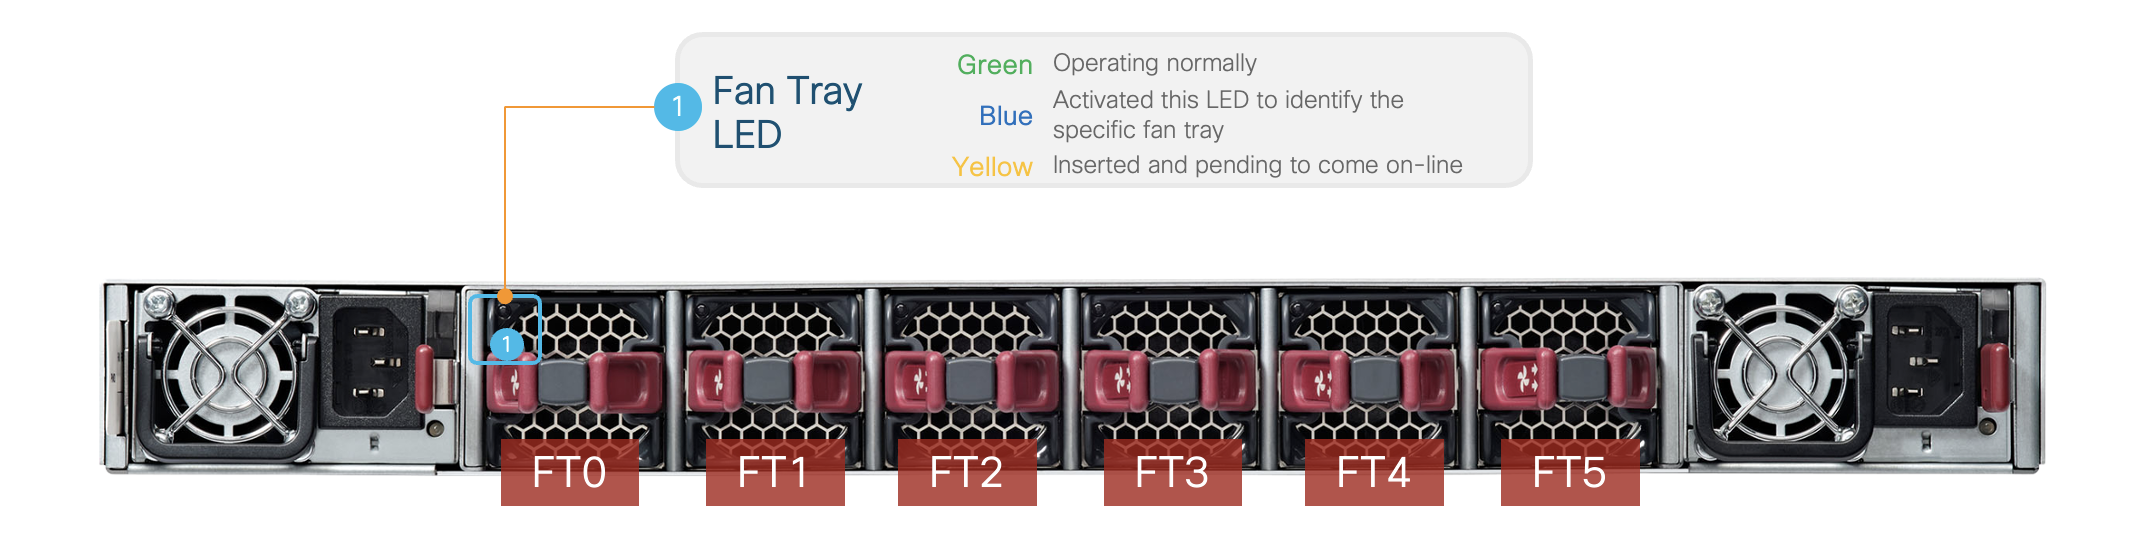 1
Fan Tray
LED
Green Operating normally
Blue Activated this LED to identify the
specific fan tray
Yellow Inserted and pending to come on-line
1
FT0 FT1 FT2 FT3 FT4 FT5